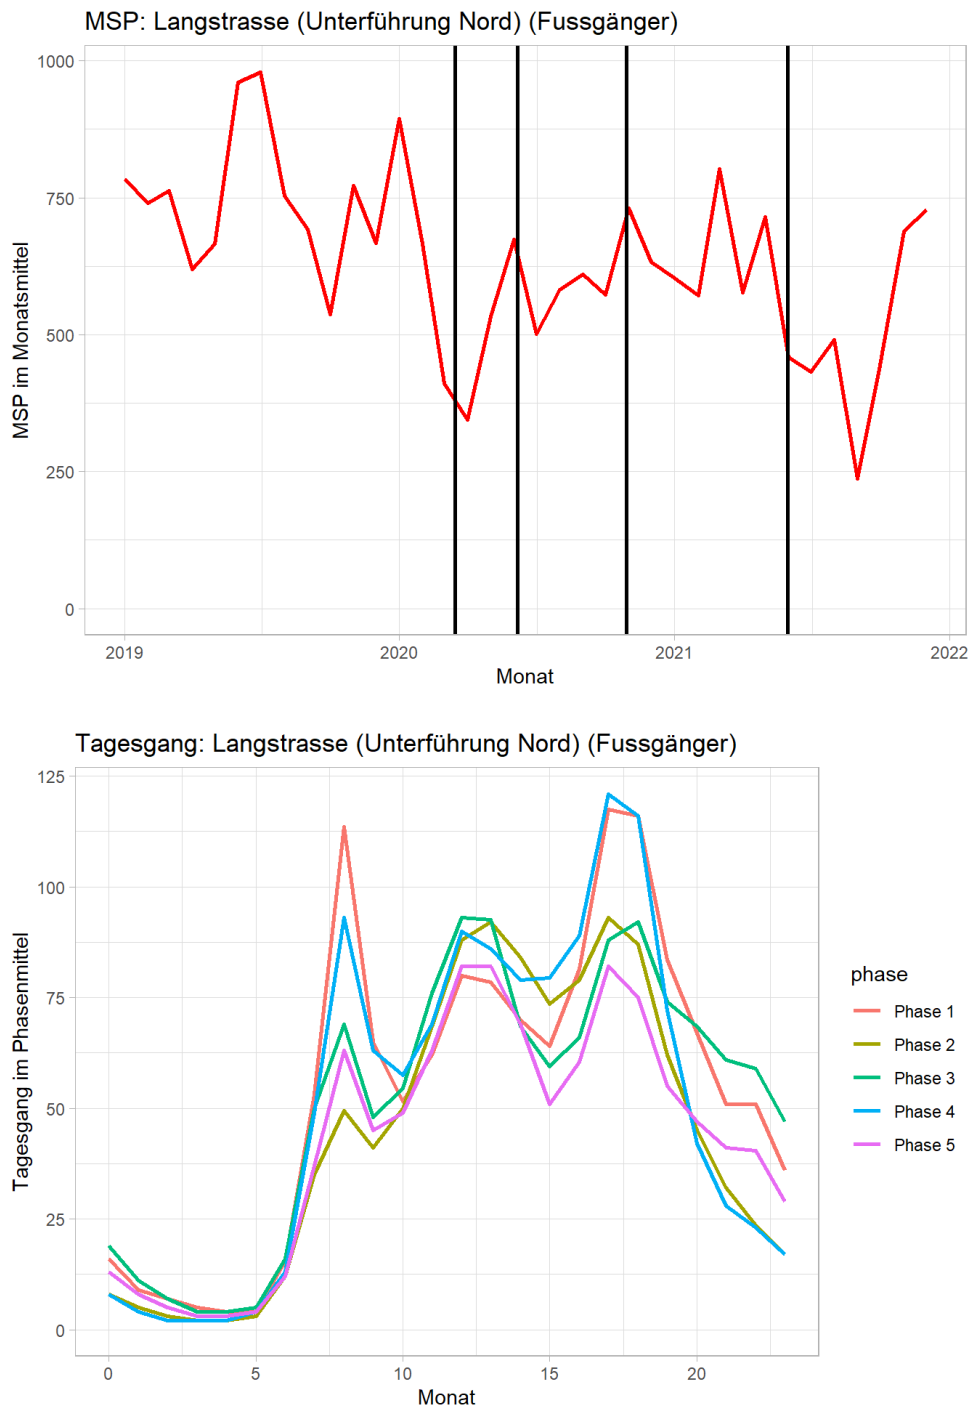 MSP: Langstrasse (Unterführung Nord) (Fussgänger)
1000
750
500
250
0
MSP im Monatsmittel
2019
2020
2021
2022
Monat
Tagesgang: Langstrasse (Unterführung Nord) (Fussgänger)
125
100
75
50
25
0
Tagesgang im Phasenmittel
0
5
10
15
20
Monat
phase
Phase 1
Phase 2
Phase 3
Phase 4
Phase 5